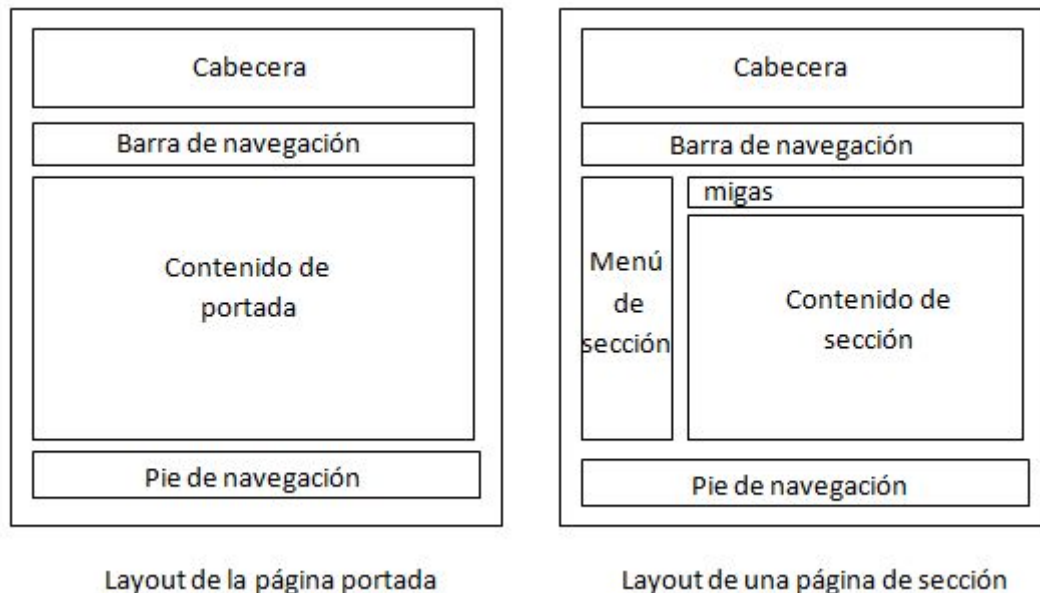 Cabecera
Barra de navegación
Contenido de
portada
Pie de navegación
Layout de la página portada
Cabecera
Barra de navegación
migas
Menú
de
sección
Contenido de
sección
Pie de navegación
Layout de una página de sección